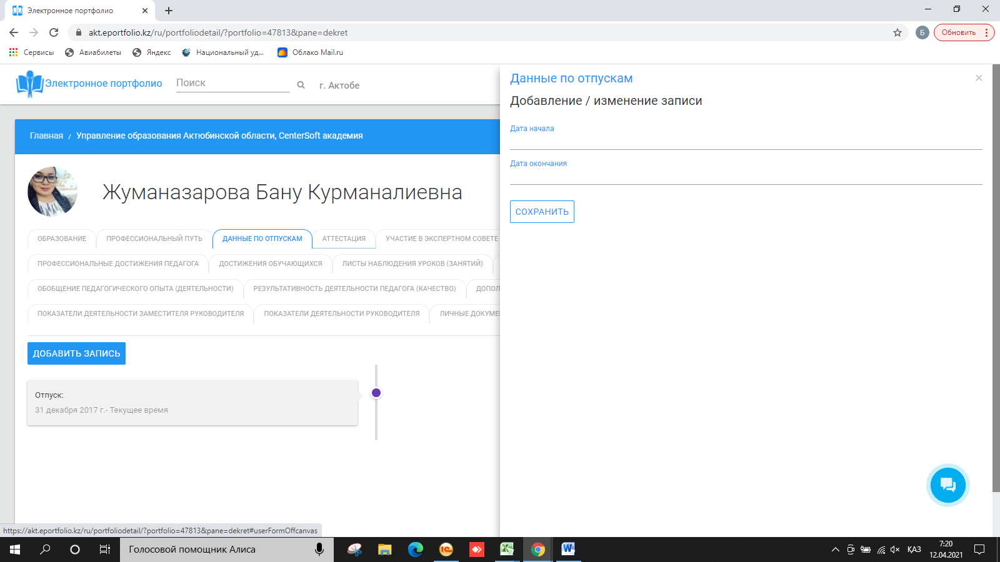 Электронное портфолио
akt.eportfolio.kz/ru/portfoliodetail/?portfolio=47813&pane=dekret
Б
Обновить
Сервисы
Авиабилеты
Яндекс
Национальный уд...
Облако Mail.ru
Электронное портфолио
Поиск
г. Актобе
Главная / Управление образования Актюбинской области, CenterSoft академия
Жуманазарова Бану Курманалиевна
ОБРАЗОВАНИЕ
ПРОФЕССИОНАЛЬНЫЙ ПУТЬ
ДАННЫЕ ПО ОТПУСКАМ
АТТЕСТАЦИЯ
УЧАСТИЕ В ЭКСПЕРТНОМ СОВЕТЕ
ПРОФЕССИОНАЛЬНЫЕ ДОСТИЖЕНИЯ ПЕДАГОГА
ДОСТИЖЕНИЯ ОБУЧАЮЩИХСЯ
ЛИСТЫ НАБЛЮДЕНИЯ УРОКОВ (ЗАНЯТИЙ)
ОБОБЩЕНИЕ ПЕДАГОГИЧЕСКОГО ОПЫТА (ДЕЯТЕЛЬНОСТИ)
РЕЗУЛЬТАТИВНОСТЬ ДЕЯТЕЛЬНОСТИ ПЕДАГОГА (КАЧЕСТВО)
ДОПОЛ
ПОКАЗАТЕЛИ ДЕЯТЕЛЬНОСТИ ЗАМЕСТИТЕЛЯ РУКОВОДИТЕЛЯ
ПОКАЗАТЕЛИ ДЕЯТЕЛЬНОСТИ РУКОВОДИТЕЛЯ
ЛИЧНЫЕ ДОКУМЕ
ДОБАВИТЬ ЗАПИСЬ
Отпуск:
31 декабря 2017 г.- Текущее время
Данные по отпускам
Добавление / изменение записи
Дата начала
Дата окончания
СОХРАНИТЬ
https://akt.eportfolio.kz/ru/portfoliodetail/?portfolio=47813&pane=dekret#userFormOffcanvas
Голосовой помощник Алиса
ҚАЗ
7:20
12.04.2021